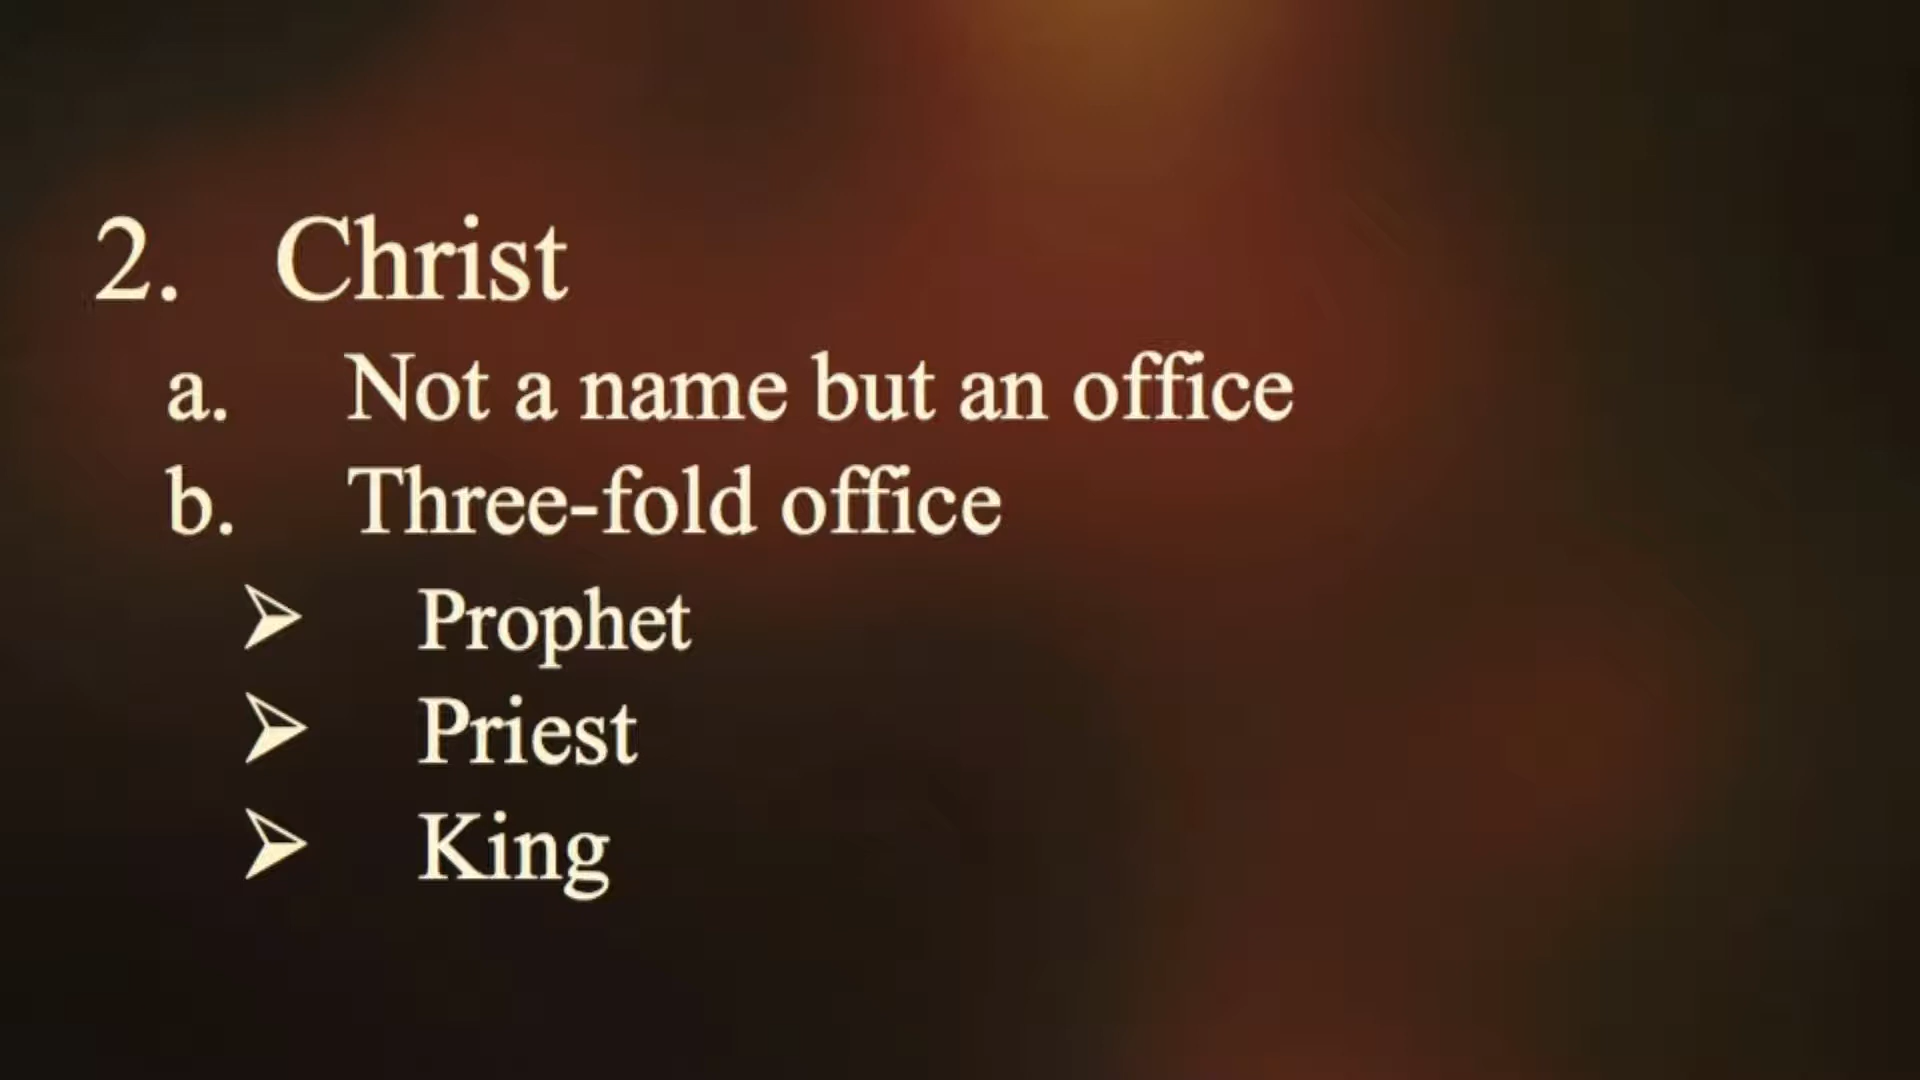 2. Christ
a. Not a name but an office
b. Three-fold office
➢ Prophet
➢ Priest
➢ King